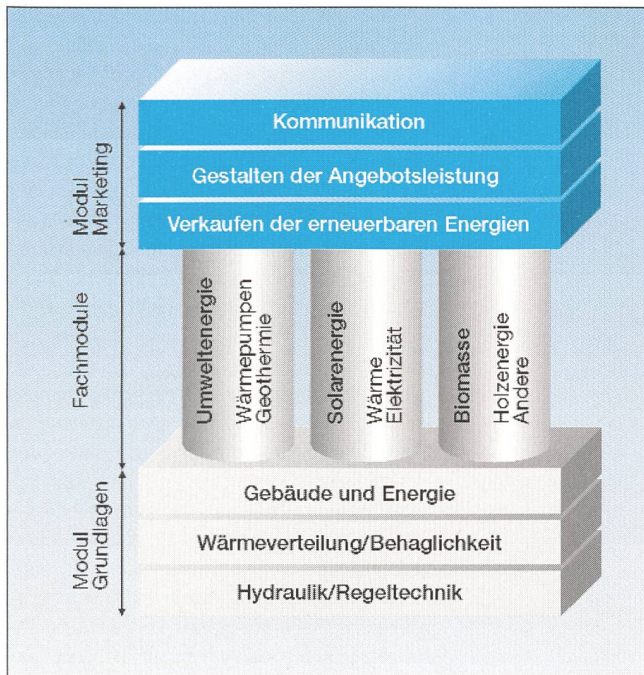 Modul
Marketing
Kommunikation
Gestalten der Angebotsleistung
Verkaufen der erneuerbaren Energien
Fachmodule
Umweltenergie
Wärmepumpen
Geothermie
Solarenergie
Wärme
Elektrizität
Biomasse
Holzenergie
Andere
Modul
Grundlagen
Gebäude und Energie
Wärmeverteilung/Behaglichkeit
Hydraulik/Regeltechnik